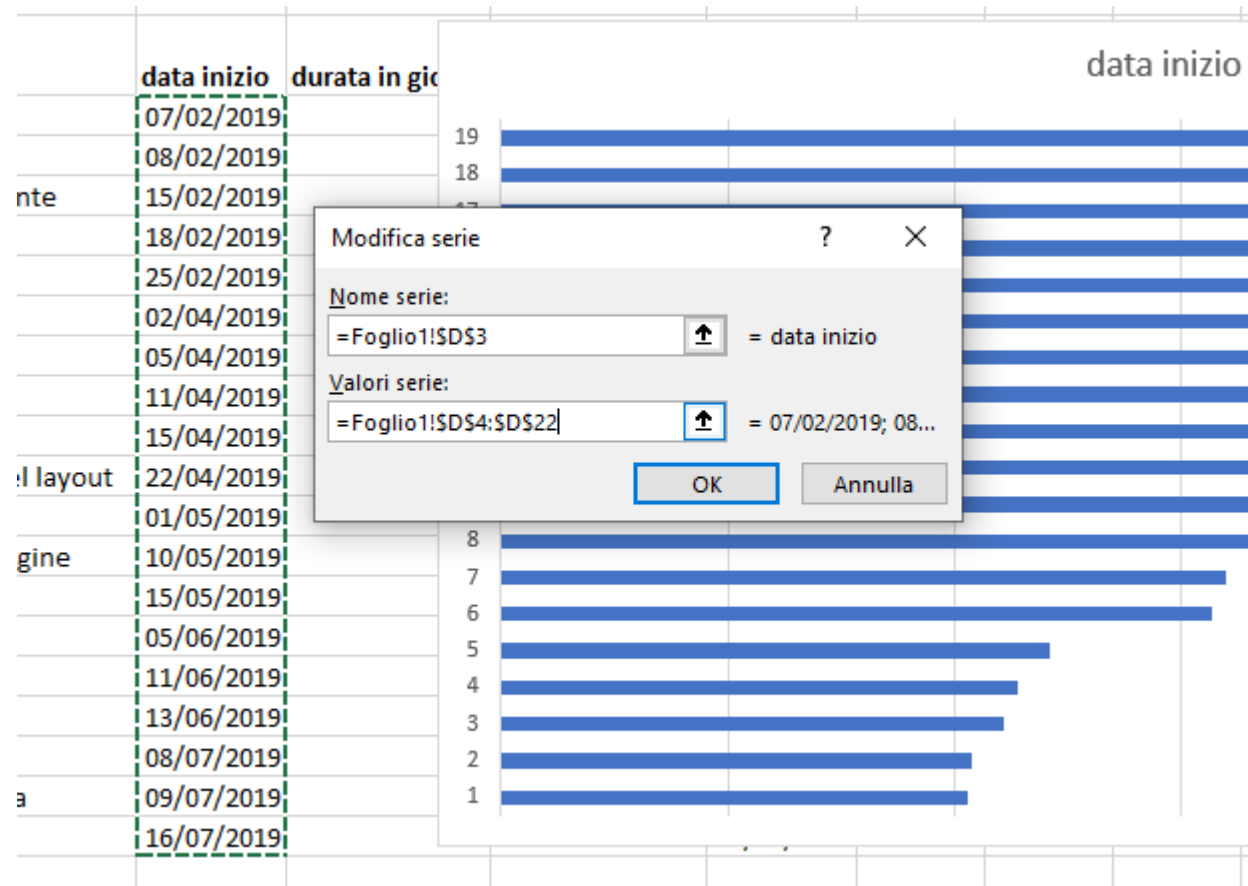 data inizio
data inizio durata in gio
07/02/2019
19
08/02/2019
18
nte 15/02/2019
17
18/02/2019
Modifica serie ? X
25/02/2019
Nome serie:
02/04/2019
=Foglio1!$D$3 = data inizio
05/04/2019
Valori serie:
11/04/2019
=Foglio1!$D$4:$D$22 = 07/02/2019; 08...
15/04/2019
el layout 22/04/2019
OK Annulla
01/05/2019
8
gine 10/05/2019
7
15/05/2019
6
05/06/2019
5
11/06/2019
4
13/06/2019
3
08/07/2019
2
a 09/07/2019
1
16/07/2019